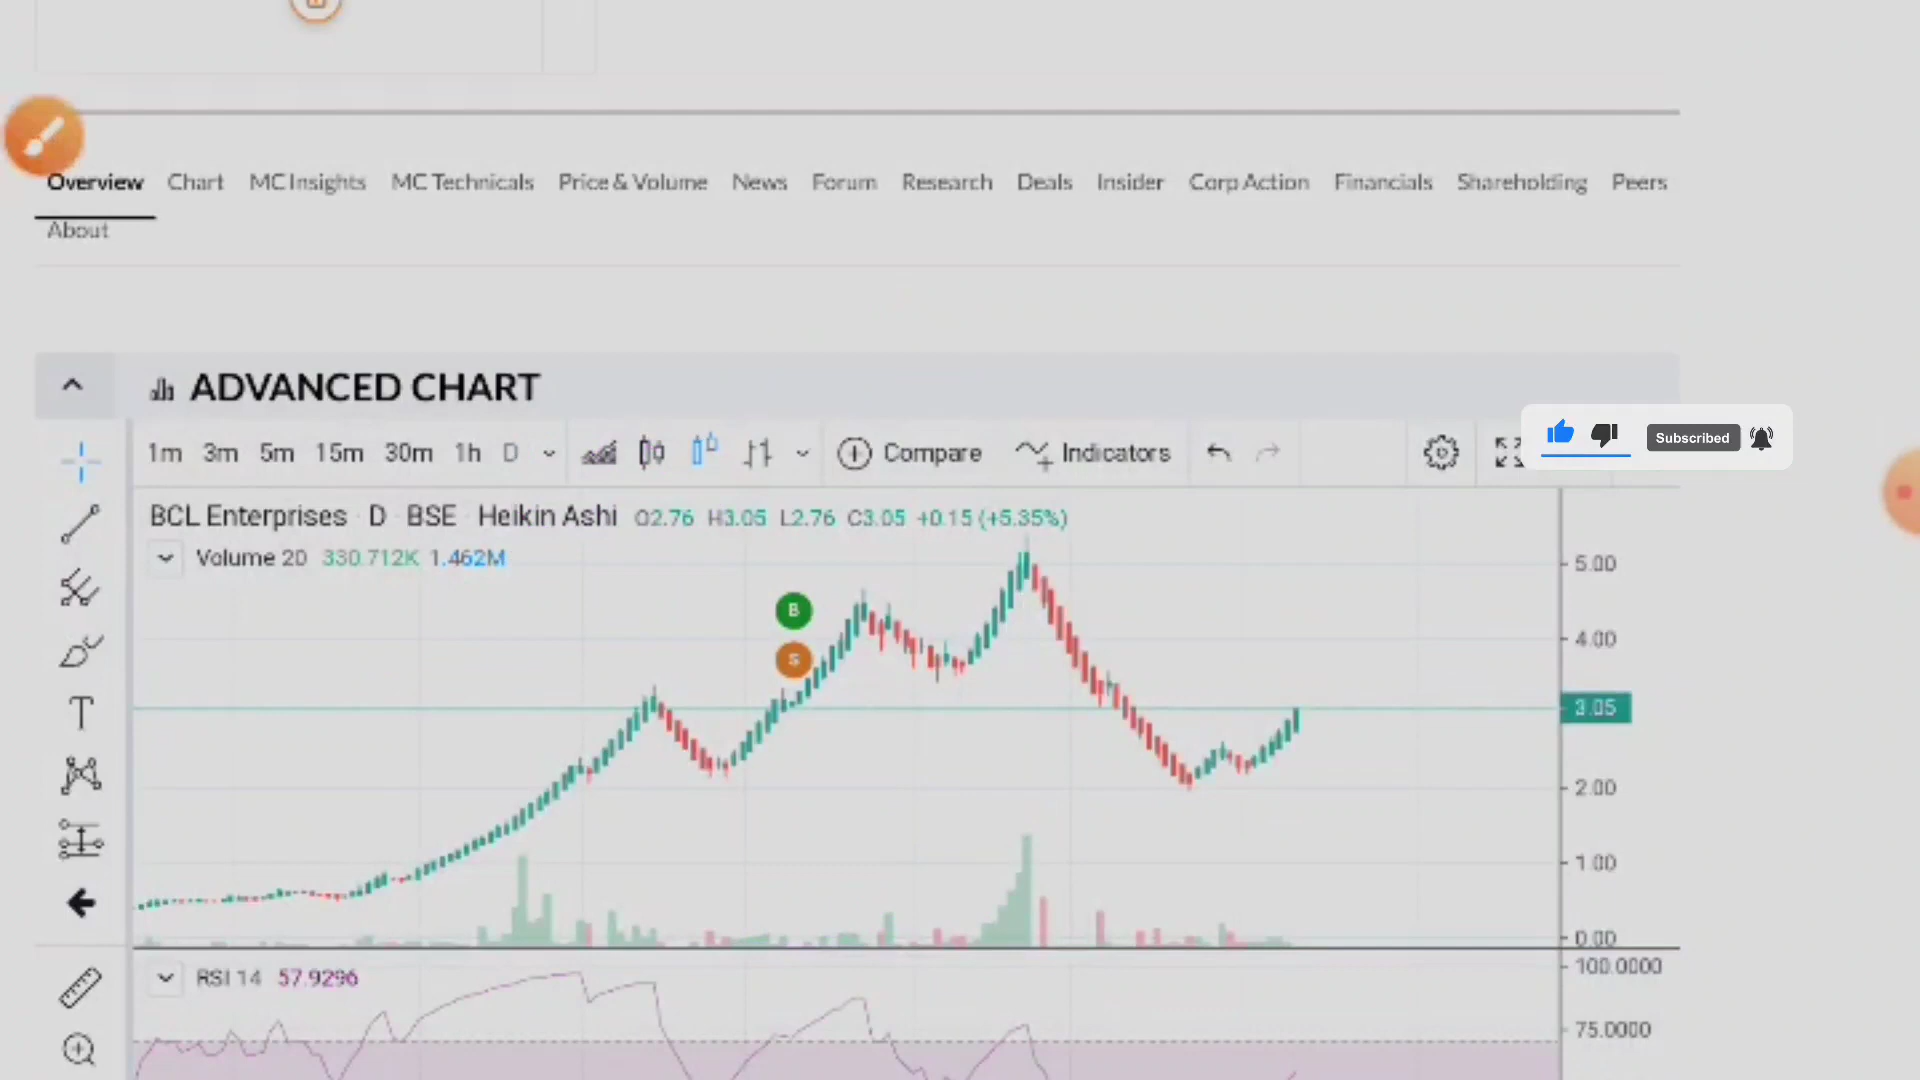 Overview Chart MC Insights MC Technicals Price & Volume News Forum Research Deals Insider Corp Action Financials Shareholding Peers
About
ADVANCED CHART
1m 3m 5m 15m 30m 1h D Compare Indicators
Subscribed
BCL Enterprises · D · BSE · Heikin Ashi O2.76 H3.05 L2.76 C3.05 +0.15 (+5.35%)
Volume 20 330.712K 1.462M
5.00
B
4.00
S
3.05
2.00
1.00
0.00
RSI 14 57.9296
100.0000
75.0000